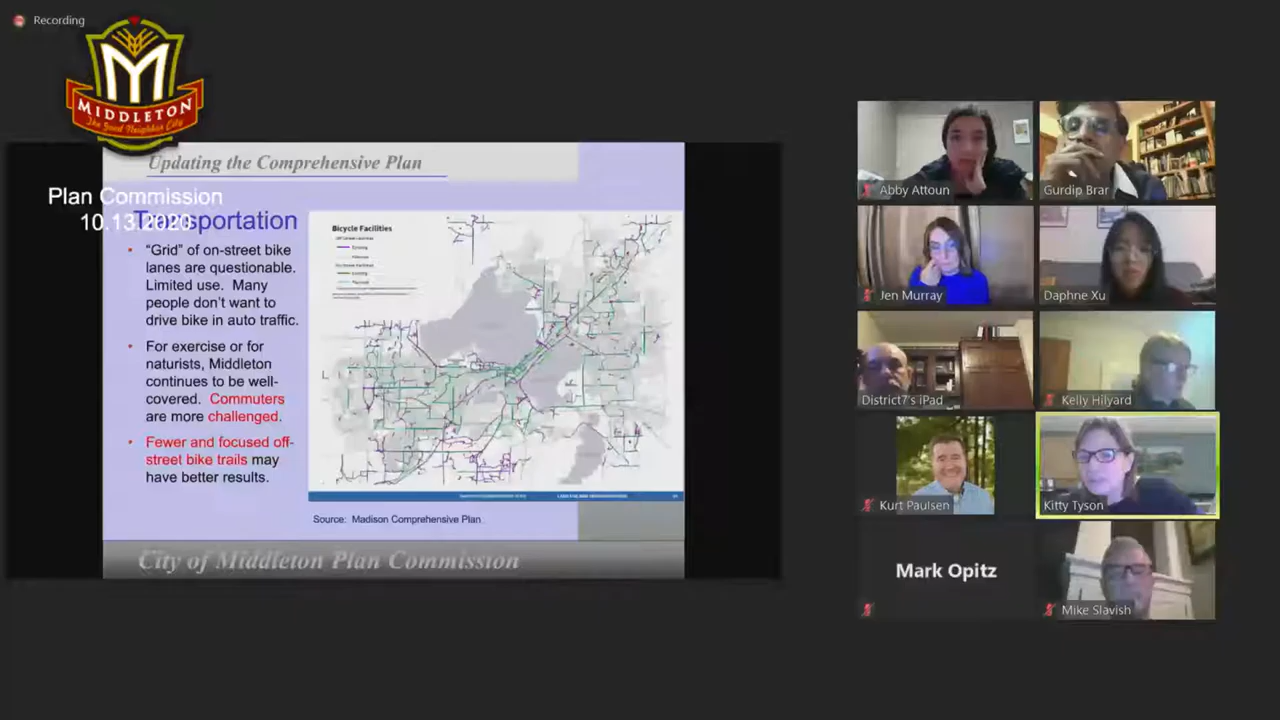 Recording
MIDDLETON
The Good Neighbor City
Updating the Comprehensive Plan
Plan Commission
10.13.2020
Transportation
• “Grid” of on-street bike
lanes are questionable.
Limited use. Many
people don’t want to
drive bike in auto traffic.
• For exercise or for
naturists, Middleton
continues to be well-
covered. Commuters
are more challenged.
• Fewer and focused off-
street bike trails may
have better results.
Bicycle Facilities
Source: Madison Comprehensive Plan
City of Middleton Plan Commission
Abby Attoun
Gurdip Brar
Jen Murray
Daphne Xu
District7's iPad
Kelly Hilyard
Kurt Paulsen
Kitty Tyson
Mark Opitz
Mike Slavish